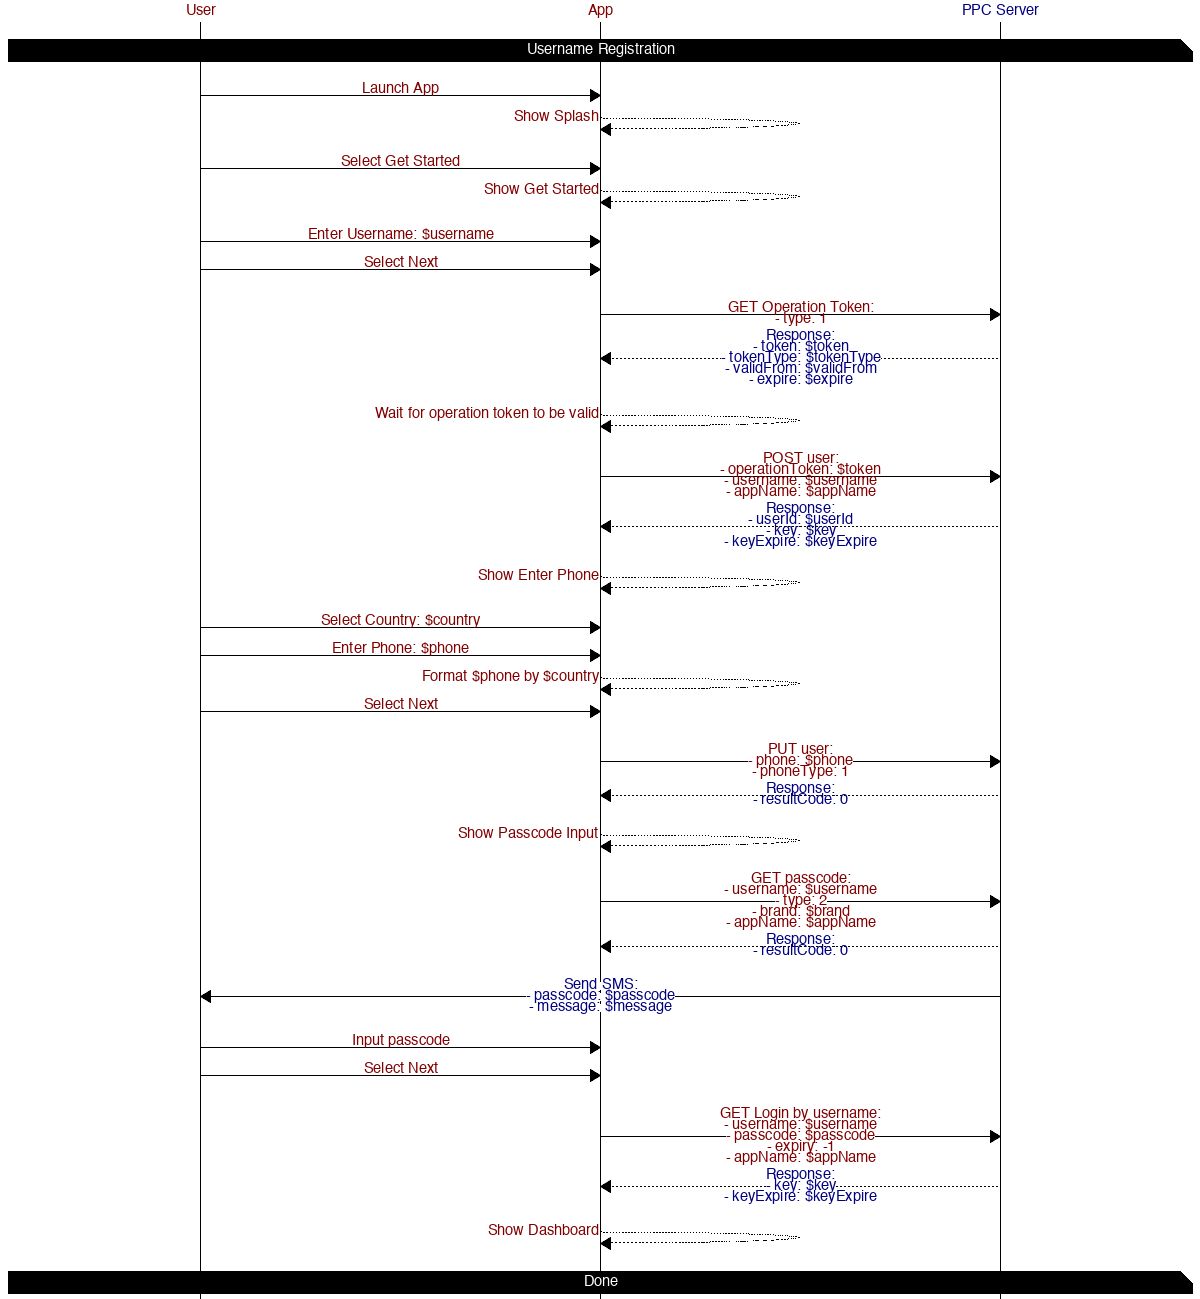 User App PPC Server
Username Registration
Launch App
Show Splash
Select Get Started
Show Get Started
Enter Username: $username
Select Next
GET Operation Token:
- type: 1
Response:
- token: $token
- tokenType: $tokenType
- validFrom: $validFrom
- expire: $expire
Wait for operation token to be valid
POST user:
- operationToken: $token
- username: $username
- appName: $appName
Response:
- userId: $userId
- key: $key
- keyExpire: $keyExpire
Show Enter Phone
Select Country: $country
Enter Phone: $phone
Format $phone by $country
Select Next
PUT user:
- phone: $phone
- phoneType: 1
Response:
- resultCode: 0
Show Passcode Input
GET passcode:
- username: $username
- type: 2
- brand: $brand
- appName: $appName
Response:
- resultCode: 0
Send SMS:
- passcode: $passcode
- message: $message
Input passcode
Select Next
GET Login by username:
- username: $username
- passcode: $passcode
- expiry: -1
- appName: $appName
Response:
- key: $key
- keyExpire: $keyExpire
Show Dashboard
Done